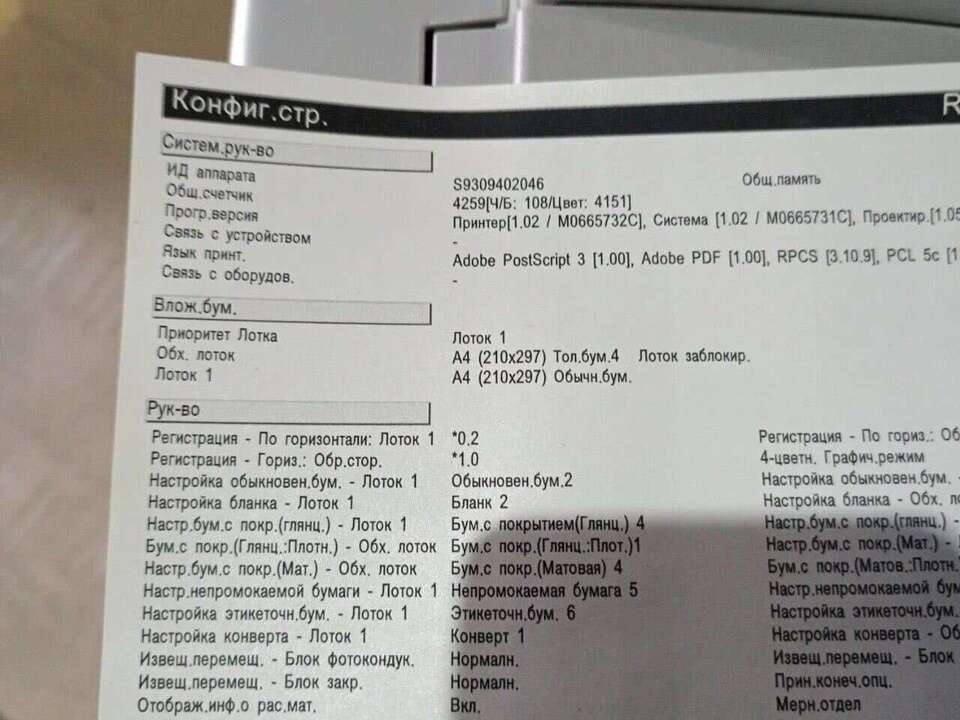 Конфиг.стр. R
Систем.рук-во
ИД аппарата S9309402046 Общ.память
Общ.счетчик 4259[Ч/Б: 108/Цвет: 4151]
Прогр.версия Принтер[1.02 / M0665732C], Система [1.02 / M0665731C], Проектир.[1.05
Связь с устройством -
Язык принт. Adobe PostScript 3 [1.00], Adobe PDF [1.00], RPCS [3.10.9], PCL 5c [1
Связь с оборудов. -
Влож.бум.
Приоритет Лотка Лоток 1
Обх. лоток A4 (210x297) Тол.бум.4 Лоток заблокир.
Лоток 1 A4 (210x297) Обычн.бум.
Рук-во
Регистрация - По горизонтали: Лоток 1 *0.2 Регистрация - По гориз.: Об
Регистрация - Гориз.: Обр.стор. *1.0 4-цветн. Графич.режим
Настройка обыкновен.бум. - Лоток 1 Обыкновен.бум.2 Настройка обыкновен.бум. -
Настройка бланка - Лоток 1 Бланк 2 Настройка бланка - Обх. ло
Настр.бум.с покр.(глянц.) - Лоток 1 Бум.с покрытием(Глянц.) 4 Настр.бум.с покр.(глянц.) -
Бум.с покр.(Глянц.:Плотн.) - Обх. лоток Бум.с покр.(Глянц.:Плот.)1 Настр.бум.с покр.(Мат.) -
Настр.бум.с покр.(Мат.) - Обх. лоток Бум.с покр.(Матовая) 4 Бум.с покр.(Матов.:Плотн.
Настр.непромокаемой бумаги - Лоток 1 Непромокаемая бумага 5 Настр.непромокаемой бум
Настройка этикеточн.бум. - Лоток 1 Этикеточн.бум. 6 Настройка этикеточн.бум.
Настройка конверта - Лоток 1 Конверт 1 Настройка конверта - Об
Извещ.перемещ. - Блок фотокондук. Нормалн. Извещ.перемещ. - Блок
Извещ.перемещ. - Блок закр. Нормалн. Прин.конеч.опц.
Отображ.инф.о рас.мат. Вкл. Мерн.отдел